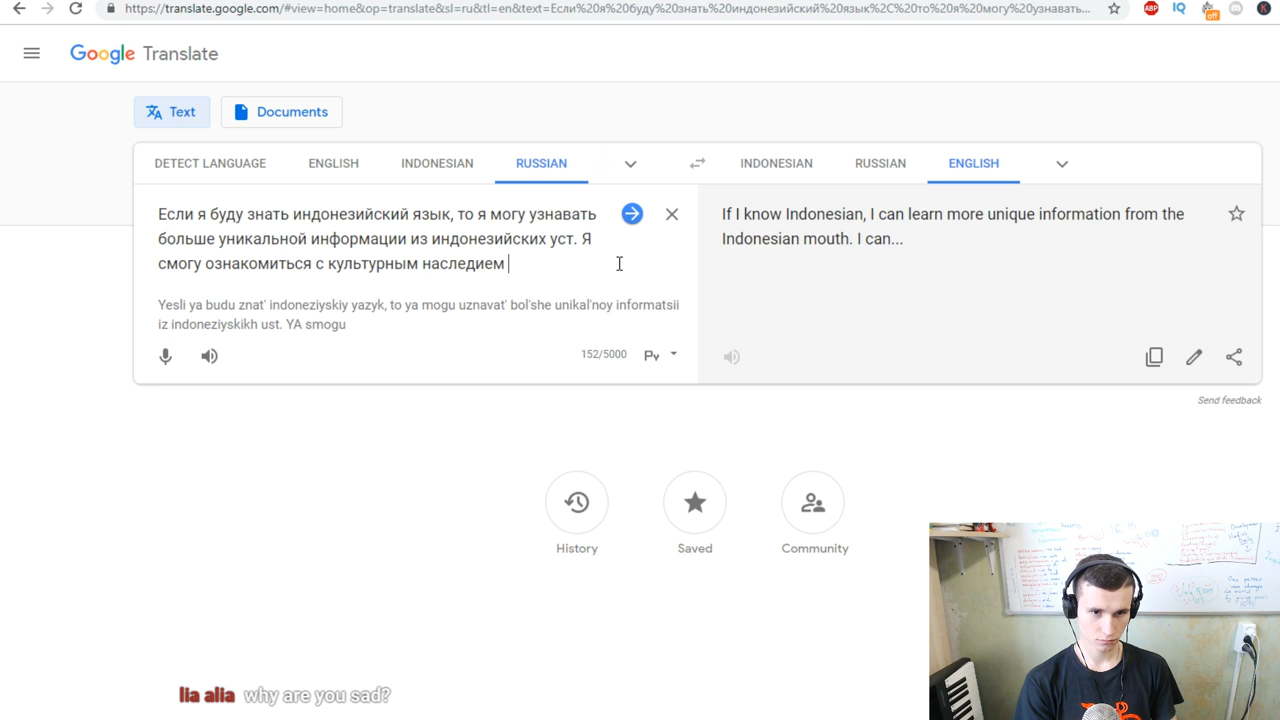 https://translate.google.com/#view=home&op=translate&sl=ru&tl=en&text=Если%20я%20буду%20знать%20индонезийский%20язык%2C%20то%20я%20могу%20узнавать...
ABP
IQ
off
K
Google Translate
Text
Documents
DETECT LANGUAGE ENGLISH INDONESIAN RUSSIAN
INDONESIAN RUSSIAN ENGLISH
Если я буду знать индонезийский язык, то я могу узнавать
больше уникальной информации из индонезийских уст. Я
смогу ознакомиться с культурным наследием
Yesli ya budu znat' indoneziyskiy yazyk, to ya mogu uznavat' bol'she unikal'noy informatsii
iz indoneziyskikh ust. YA smogu
152/5000
If I know Indonesian, I can learn more unique information from the
Indonesian mouth. I can...
Send feedback
History
Saved
Community
lia alia why are you sad?